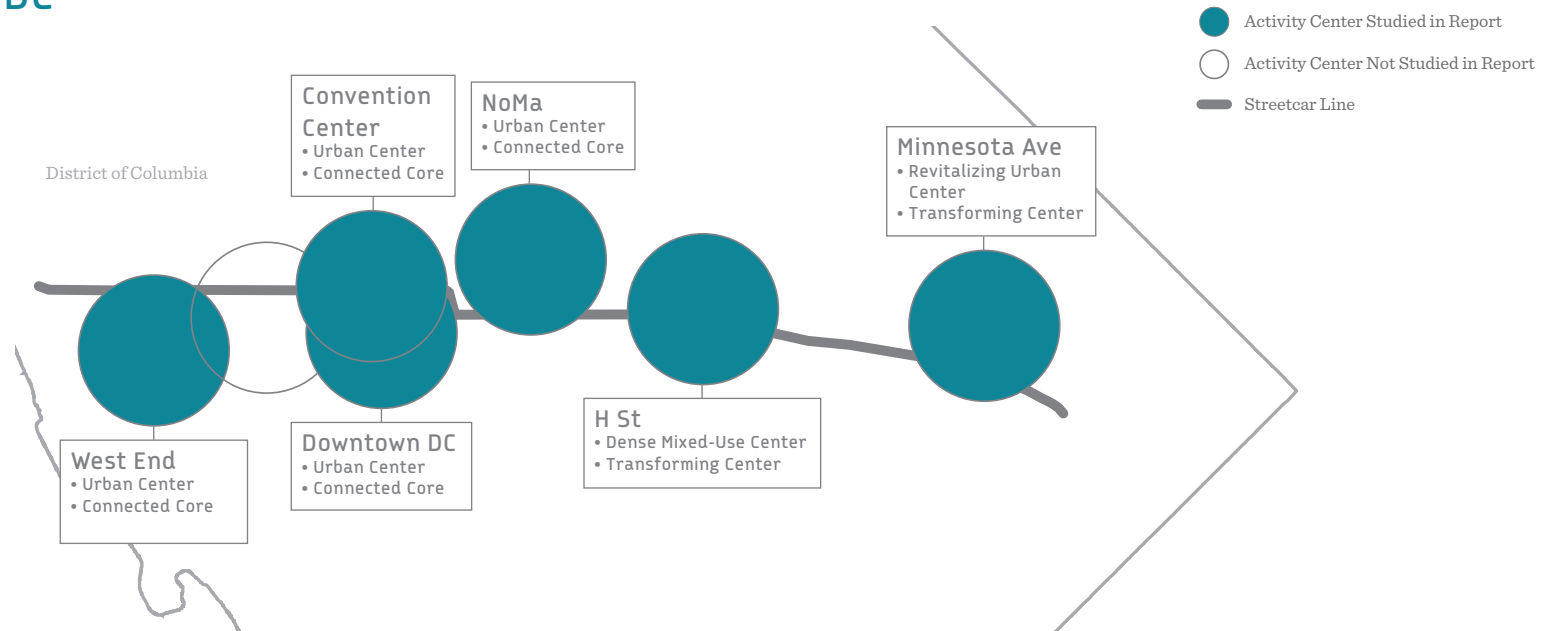 DC
Activity Center Studied in Report
Activity Center Not Studied in Report
Streetcar Line
District of Columbia
Convention
Center
• Urban Center
• Connected Core
NoMa
• Urban Center
• Connected Core
Minnesota Ave
• Revitalizing Urban
Center
• Transforming Center
West End
• Urban Center
• Connected Core
Downtown DC
• Urban Center
• Connected Core
H St
• Dense Mixed-Use Center
• Transforming Center